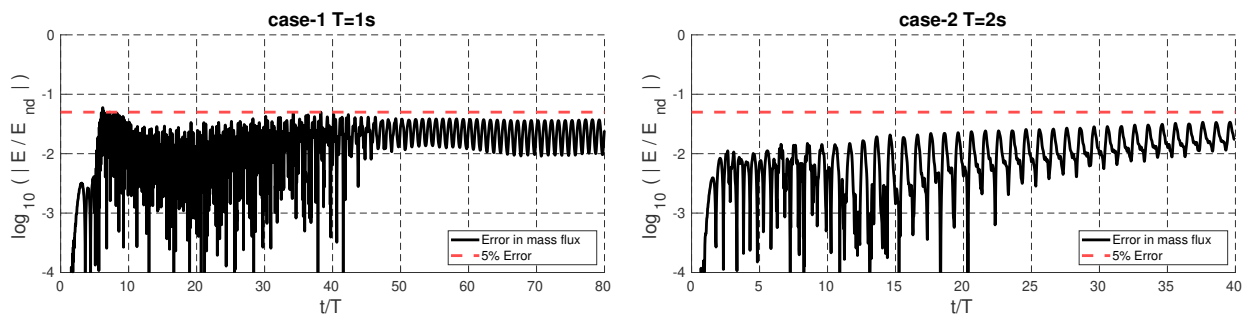 case-1 T=1s
0
-1
-2
-3
-4
log10 ( | E / End | )
Error in mass flux
5% Error
0 10 20 30 40 50 60 70 80
t/T
case-2 T=2s
0
-1
-2
-3
-4
log10 ( | E / End | )
Error in mass flux
5% Error
0 5 10 15 20 25 30 35 40
t/T